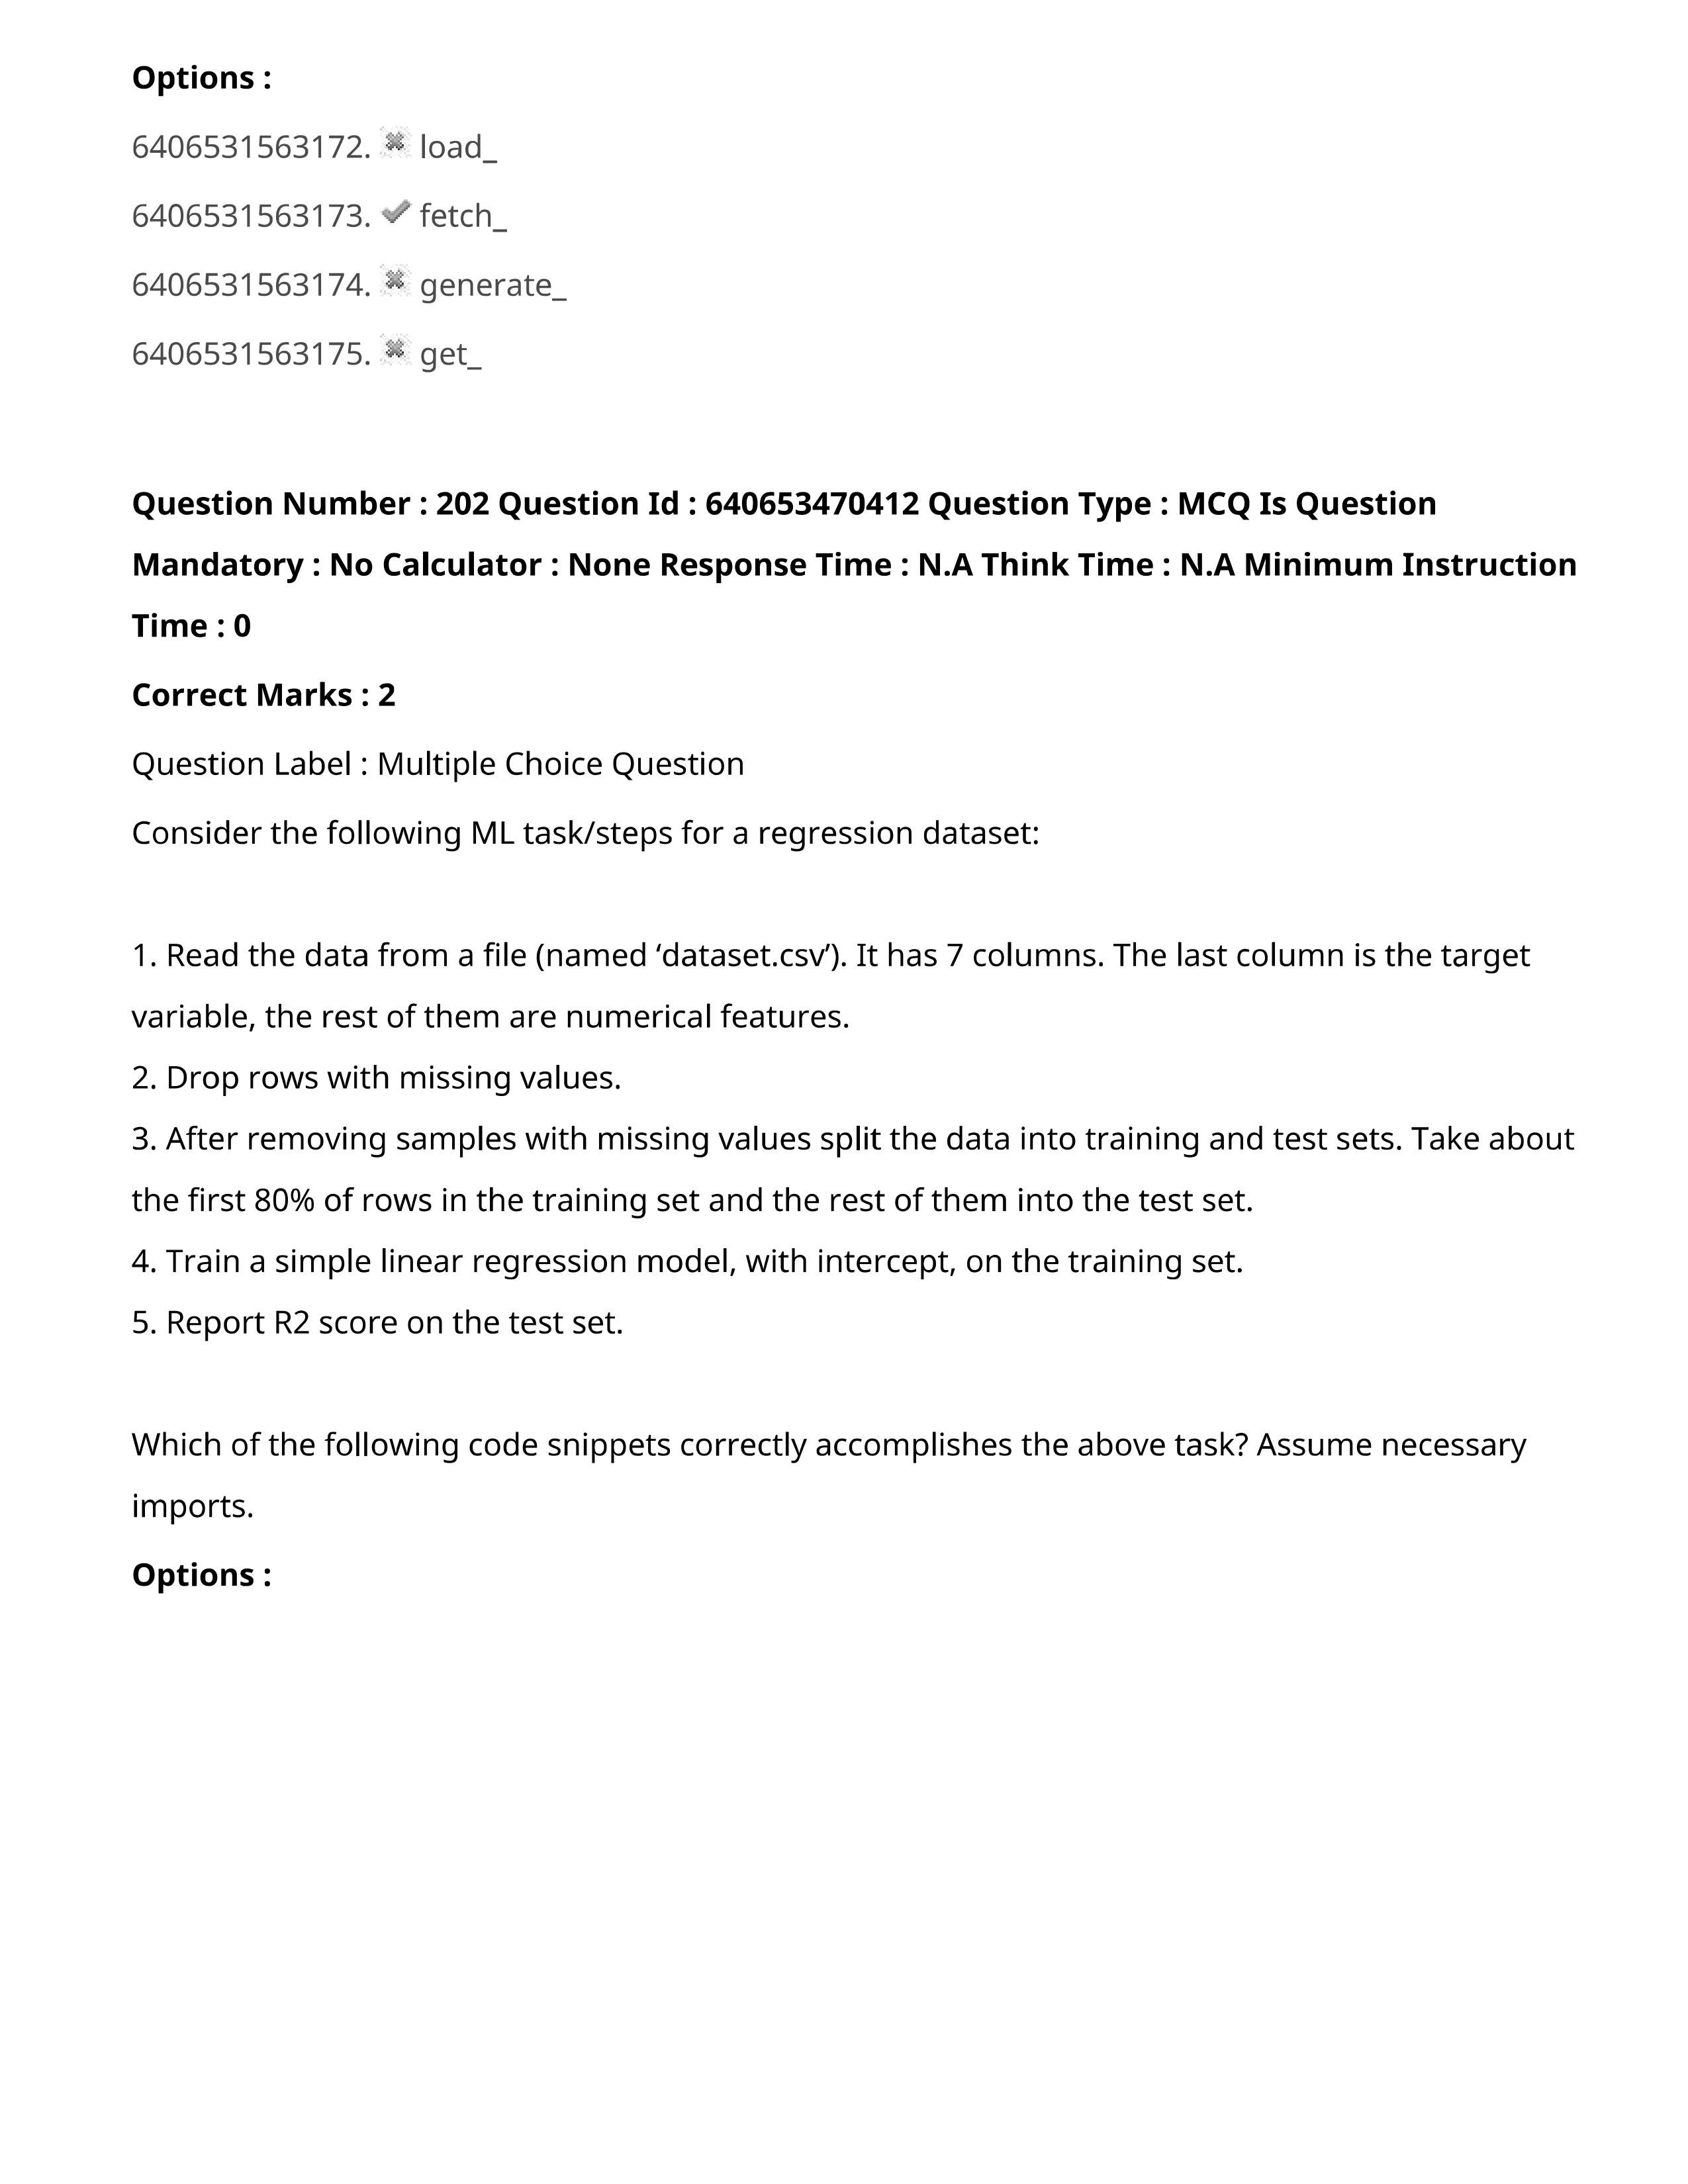 Options :
6406531563172. load_
6406531563173. fetch_
6406531563174. generate_
6406531563175. get_
Question Number : 202 Question Id : 640653470412 Question Type : MCQ Is Question
Mandatory : No Calculator : None Response Time : N.A Think Time : N.A Minimum Instruction
Time : 0
Correct Marks : 2
Question Label : Multiple Choice Question
Consider the following ML task/steps for a regression dataset:
1. Read the data from a file (named ‘dataset.csv’). It has 7 columns. The last column is the target
variable, the rest of them are numerical features.
2. Drop rows with missing values.
3. After removing samples with missing values split the data into training and test sets. Take about
the first 80% of rows in the training set and the rest of them into the test set.
4. Train a simple linear regression model, with intercept, on the training set.
5. Report R2 score on the test set.
Which of the following code snippets correctly accomplishes the above task? Assume necessary
imports.
Options :